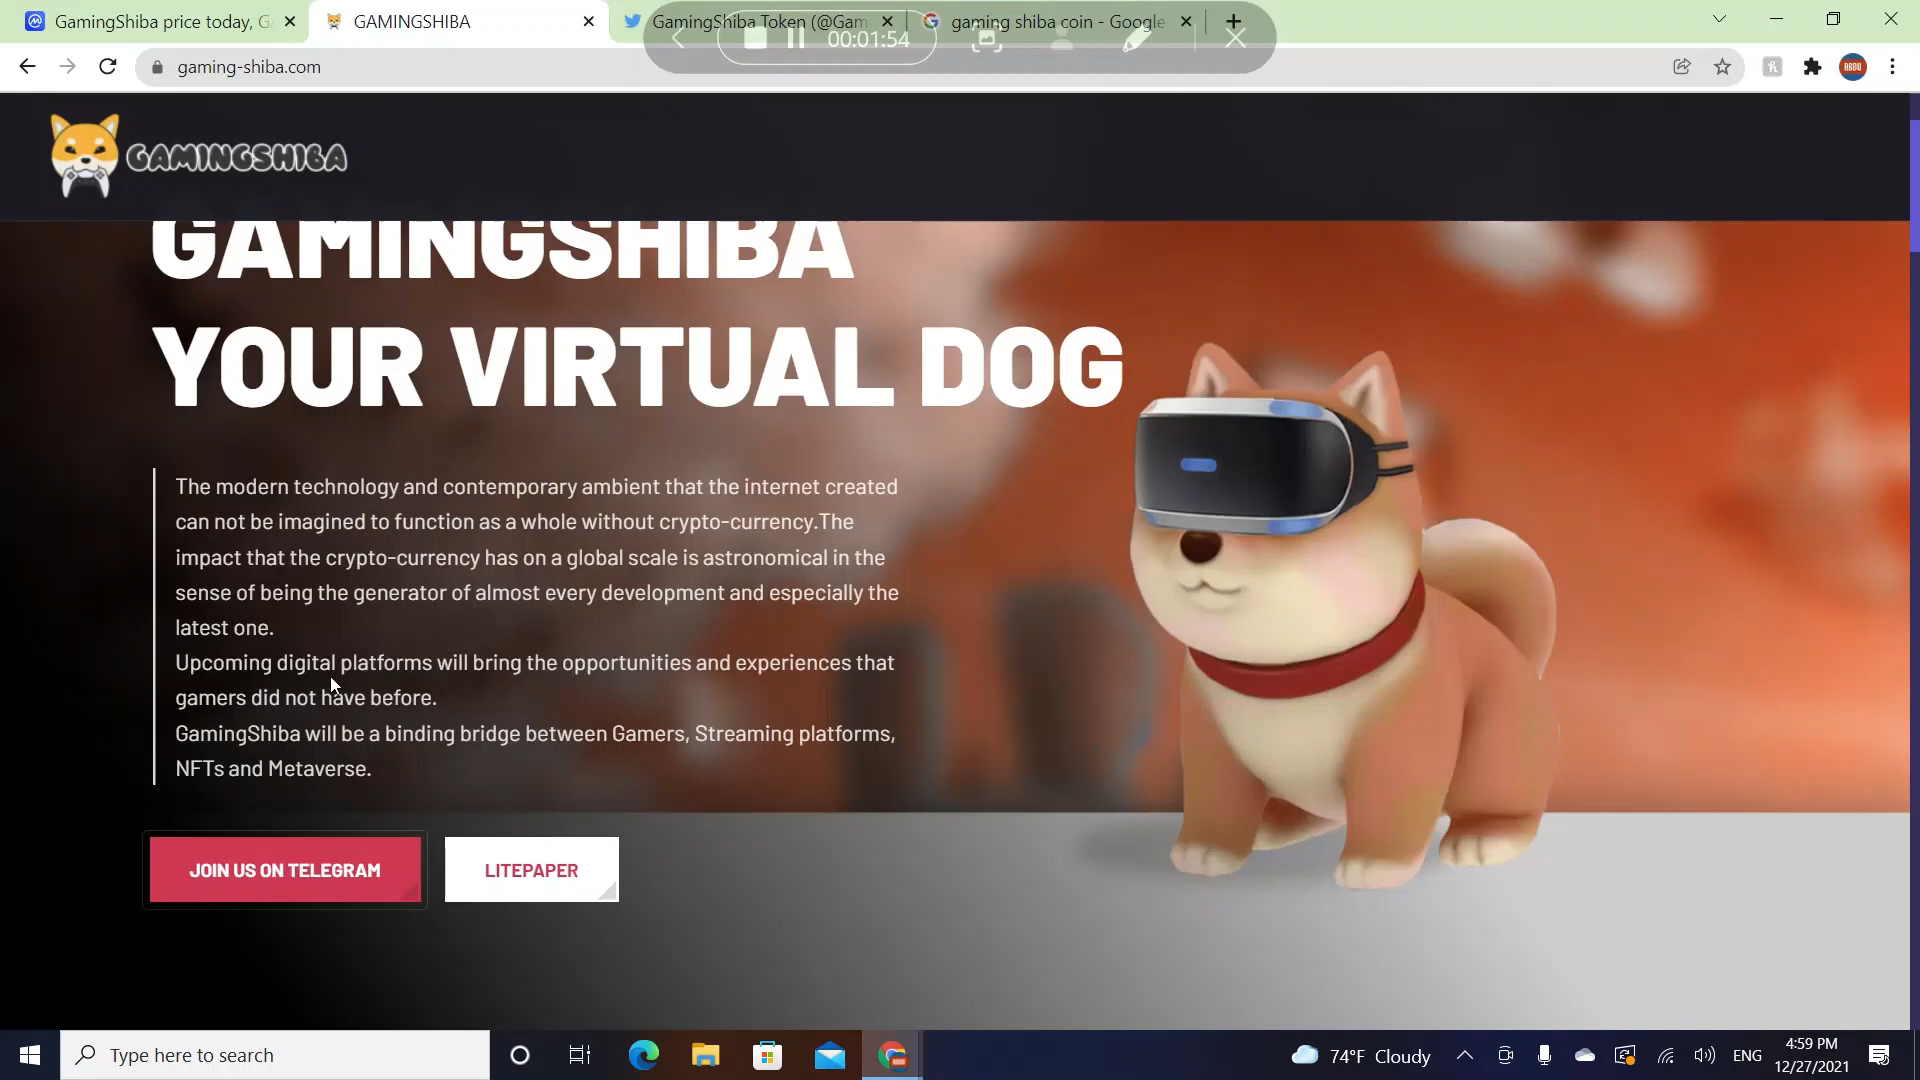 GamingShiba price today, G
GAMINGSHIBA
GamingShiba Token (@Gam
gaming shiba coin - Google
00:01:54
gaming-shiba.com
ABDU
GAMINGSHIBA
GAMINGSHIBA
YOUR VIRTUAL DOG
The modern technology and contemporary ambient that the internet created
can not be imagined to function as a whole without crypto-currency.The
impact that the crypto-currency has on a global scale is astronomical in the
sense of being the generator of almost every development and especially the
latest one.
Upcoming digital platforms will bring the opportunities and experiences that
gamers did not have before.
GamingShiba will be a binding bridge between Gamers, Streaming platforms,
NFTs and Metaverse.
JOIN US ON TELEGRAM
LITEPAPER
Type here to search
74°F Cloudy
ENG
4:59 PM
12/27/2021